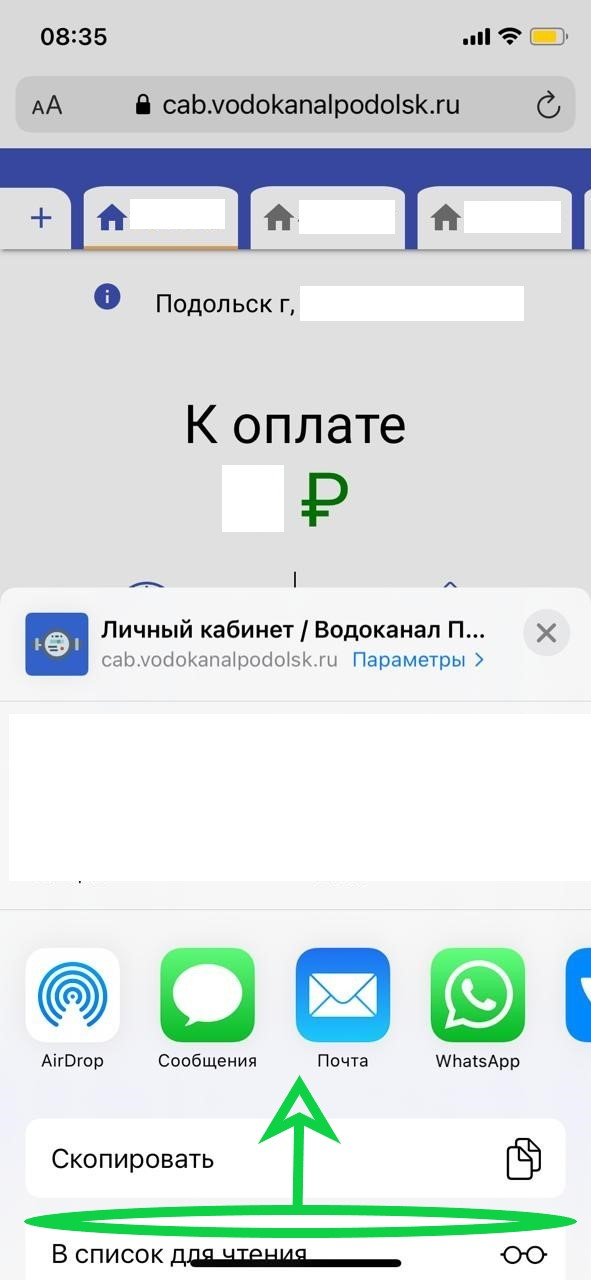 08:35
AA cab.vodokanalpodolsk.ru
Подольск г,
К оплате
₽
Личный кабинет / Водоканал П...
cab.vodokanalpodolsk.ru Параметры >
AirDrop Сообщения Почта WhatsApp
Скопировать
В список для чтения